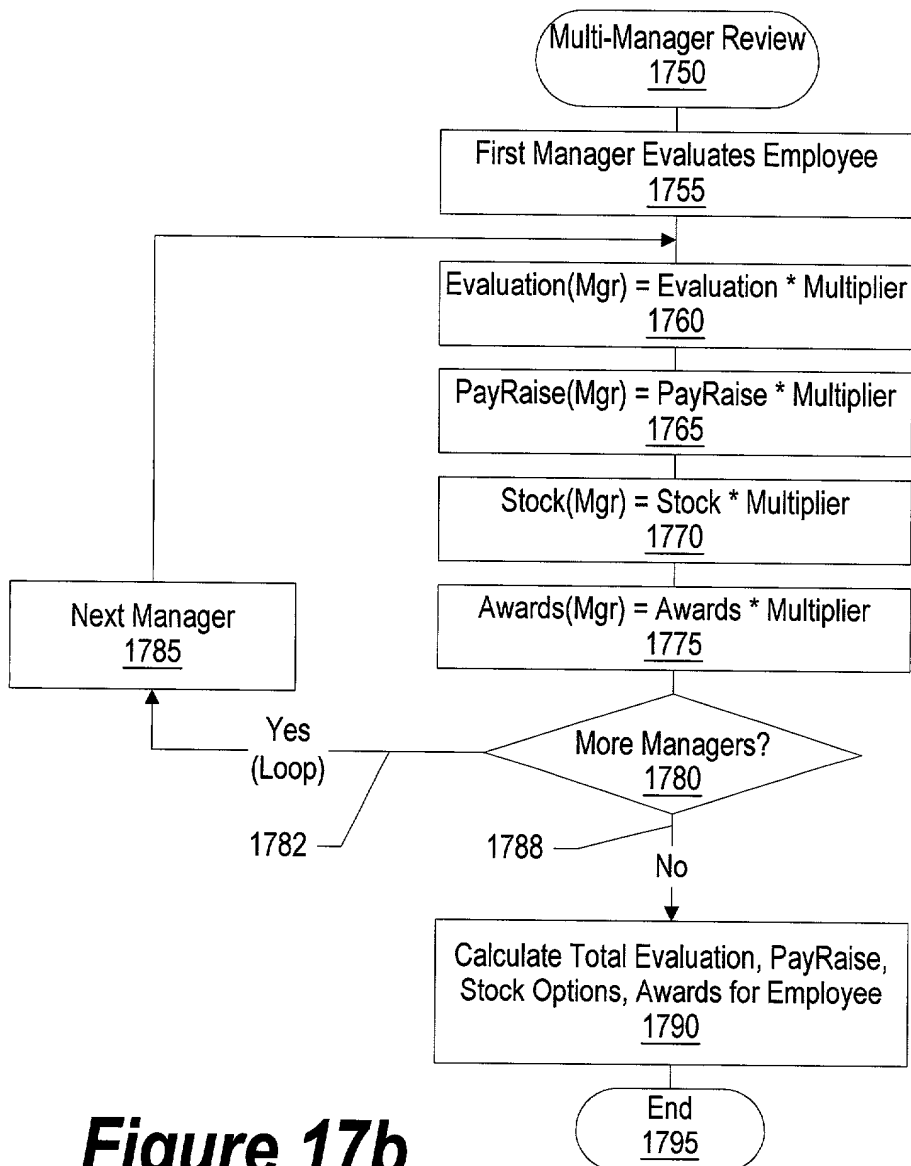 Multi-Manager Review
1750
First Manager Evaluates Employee
1755
Evaluation(Mgr) = Evaluation * Multiplier
1760
PayRaise(Mgr) = PayRaise * Multiplier
1765
Stock(Mgr) = Stock * Multiplier
1770
Awards(Mgr) = Awards * Multiplier
1775
Next Manager
1785
Yes
(Loop)
More Managers?
1780
1782
1788
No
Calculate Total Evaluation, PayRaise,
Stock Options, Awards for Employee
1790
End
1795
Figure 17b